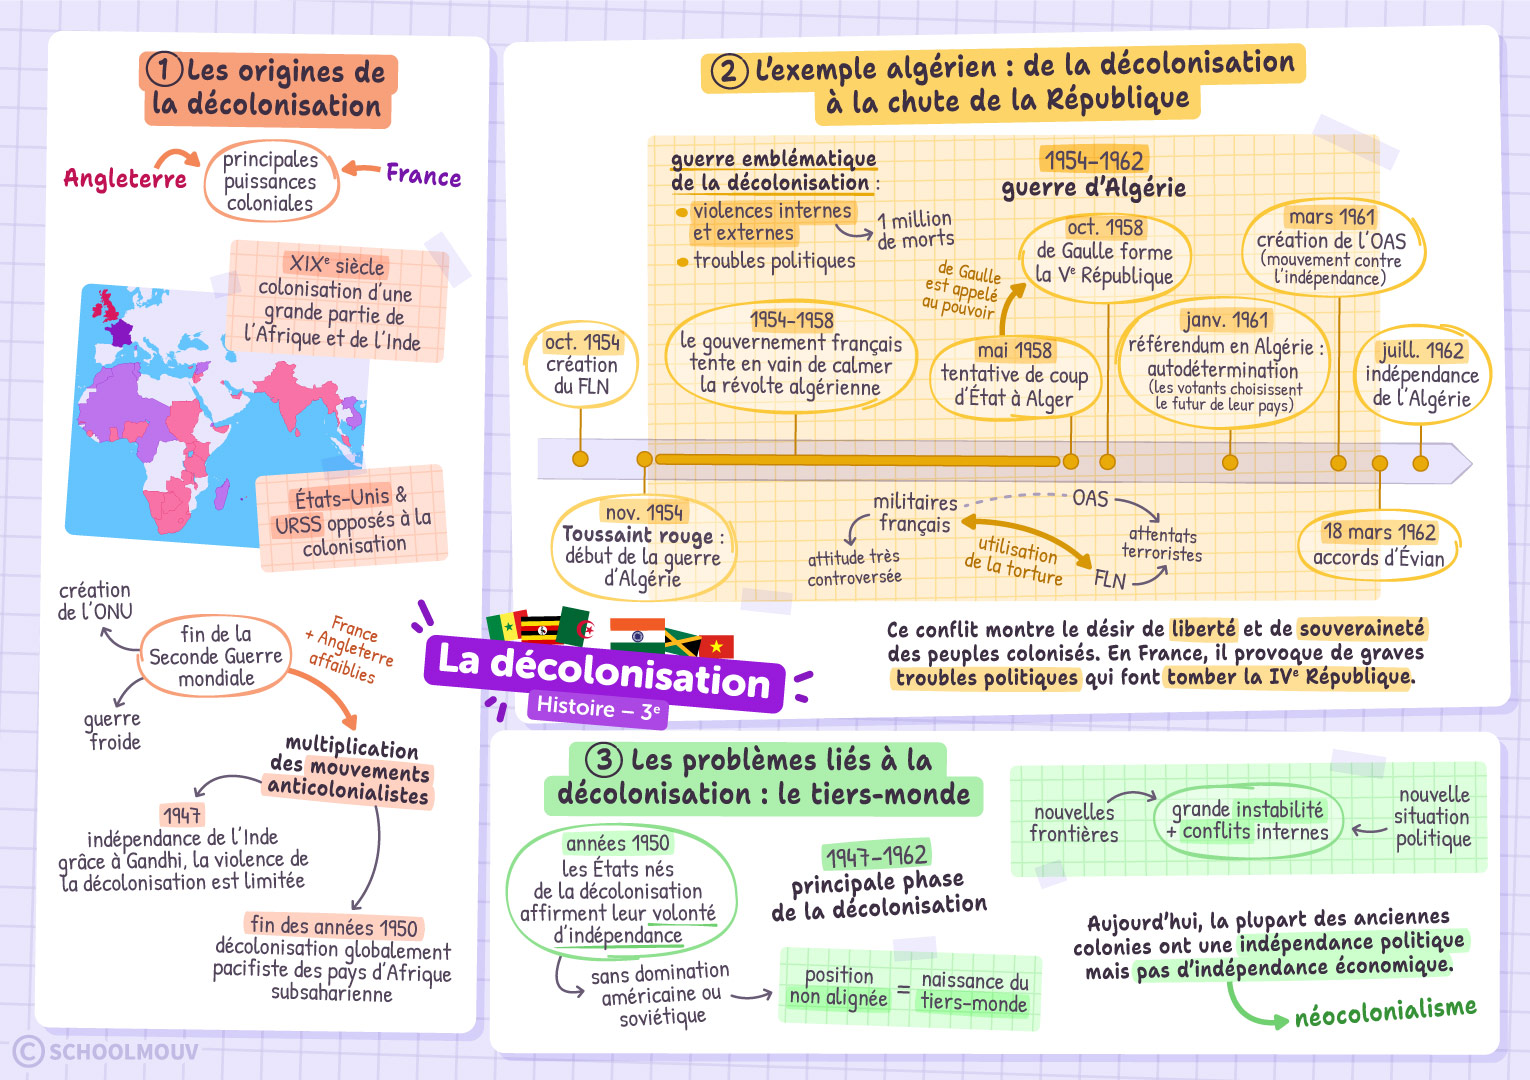 ① Les origines de
la décolonisation
Angleterre
principales
puissances
coloniales
France
XIXe siècle
colonisation d'une
grande partie de
l'Afrique et de l'Inde
États-Unis &
URSS opposés à la
colonisation
création
de l'ONU
fin de la
Seconde Guerre
mondiale
guerre
froide
France
+ Angleterre
affaiblies
multiplication
des mouvements
anticolonialistes
1947
indépendance de l'Inde
grâce à Gandhi, la violence de
la décolonisation est limitée
fin des années 1950
décolonisation globalement
pacifiste des pays d'Afrique
subsaharienne
② L'exemple algérien : de la décolonisation
à la chute de la République
guerre emblématique
de la décolonisation :
violences internes
et externes
1 million
de morts
troubles politiques
1954-1962
guerre d'Algérie
oct. 1954
création
du FLN
1954-1958
le gouvernement français
tente en vain de calmer
la révolte algérienne
de Gaulle
est appelé
au pouvoir
oct. 1958
de Gaulle forme
la Ve République
mai 1958
tentative de coup
d'État à Alger
janv. 1961
référendum en Algérie :
autodétermination
(les votants choisissent
le futur de leur pays)
mars 1961
création de l'OAS
(mouvement contre
l'indépendance)
juill. 1962
indépendance
de l'Algérie
nov. 1954
Toussaint rouge :
début de la guerre
d'Algérie
militaires
français
OAS
attitude très
controversée
utilisation
de la torture
FLN
attentats
terroristes
18 mars 1962
accords d'Évian
Ce conflit montre le désir de liberté et de souveraineté
des peuples colonisés. En France, il provoque de graves
troubles politiques qui font tomber la IVe République.
La décolonisation
Histoire – 3e
③ Les problèmes liés à la
décolonisation : le tiers-monde
années 1950
les États nés
de la décolonisation
affirment leur volonté
d'indépendance
sans domination
américaine ou
soviétique
1947-1962
principale phase
de la décolonisation
position
non alignée
=
naissance du
tiers-monde
nouvelles
frontières
grande instabilité
+ conflits internes
nouvelle
situation
politique
Aujourd'hui, la plupart des anciennes
colonies ont une indépendance politique
mais pas d'indépendance économique.
néocolonialisme
© SCHOOLMOUV